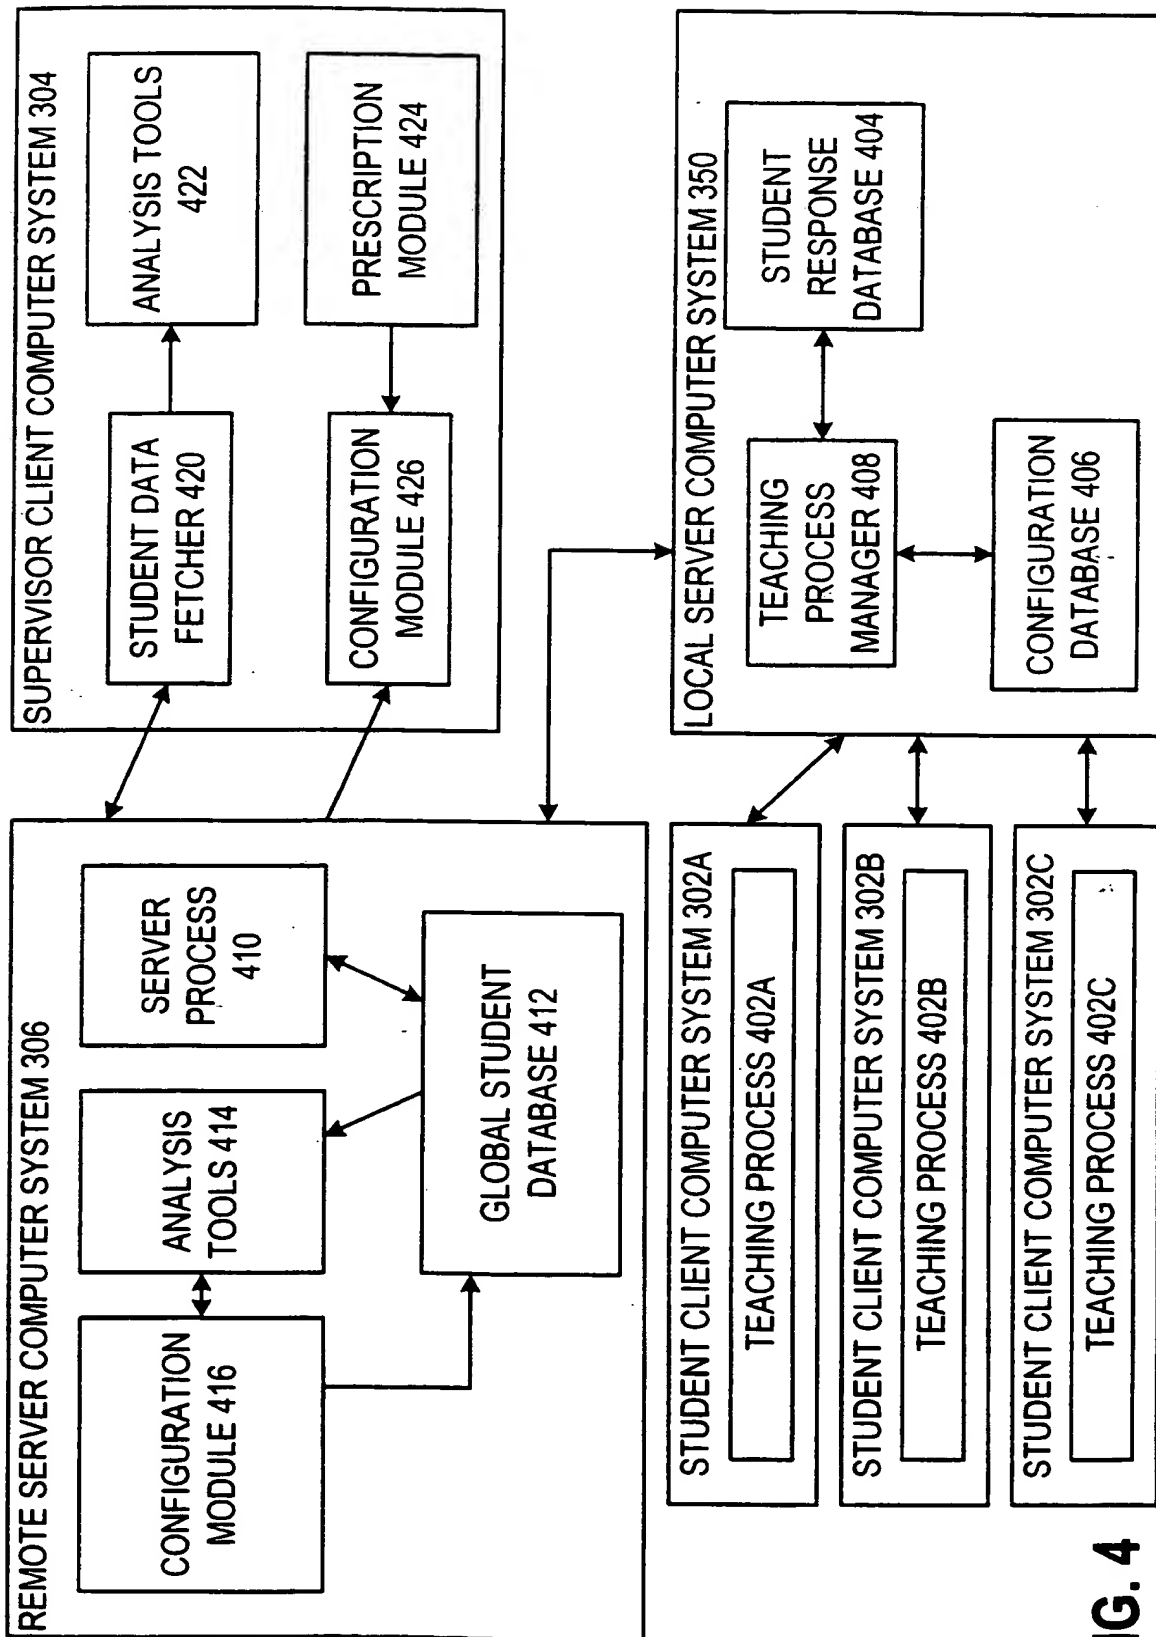 REMOTE SERVER COMPUTER SYSTEM 306
CONFIGURATION
MODULE 416
ANALYSIS
TOOLS 414
SERVER
PROCESS
410
GLOBAL STUDENT
DATABASE 412
SUPERVISOR CLIENT COMPUTER SYSTEM 304
STUDENT DATA
FETCHER 420
ANALYSIS TOOLS
422
CONFIGURATION
MODULE 426
PRESCRIPTION
MODULE 424
STUDENT CLIENT COMPUTER SYSTEM 302A
TEACHING PROCESS 402A
STUDENT CLIENT COMPUTER SYSTEM 302B
TEACHING PROCESS 402B
STUDENT CLIENT COMPUTER SYSTEM 302C
TEACHING PROCESS 402C
LOCAL SERVER COMPUTER SYSTEM 350
TEACHING
PROCESS
MANAGER 408
STUDENT
RESPONSE
DATABASE 404
CONFIGURATION
DATABASE 406
IG. 4